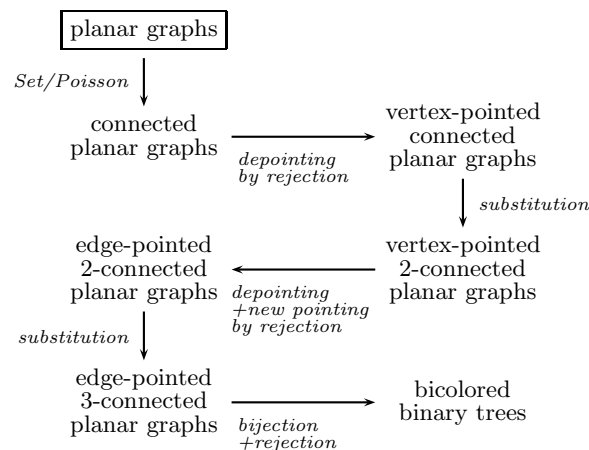 planar graphs
Set/Poisson
connected
planar graphs
depointing
by rejection
vertex-pointed
connected
planar graphs
substitution
vertex-pointed
2-connected
planar graphs
depointing
+new pointing
by rejection
edge-pointed
2-connected
planar graphs
substitution
edge-pointed
3-connected
planar graphs
bijection
+rejection
bicolored
binary trees